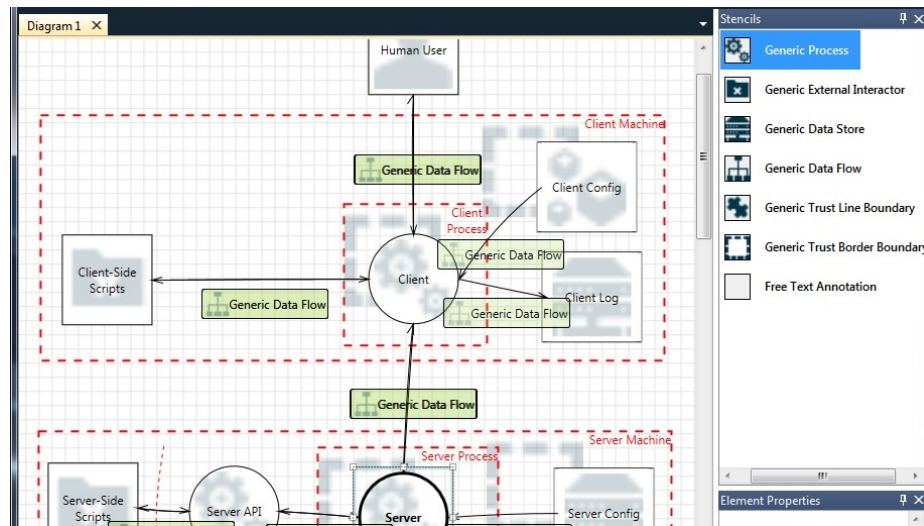 Diagram 1
Stencils
Human User
Generic Process
Generic External Interactor
Client Machine
Generic Data Store
Generic Data Flow
Generic Data Flow
Client Config
Client
Process
Generic Trust Line Boundary
Generic Data Flow
Generic Trust Border Boundary
Client-Side
Scripts
Client
Free Text Annotation
Client Log
Generic Data Flow
Generic Data Flow
Generic Data Flow
Server Machine
Server Process
Element Properties
Server-Side
Scripts
Server API
Server
Server Config